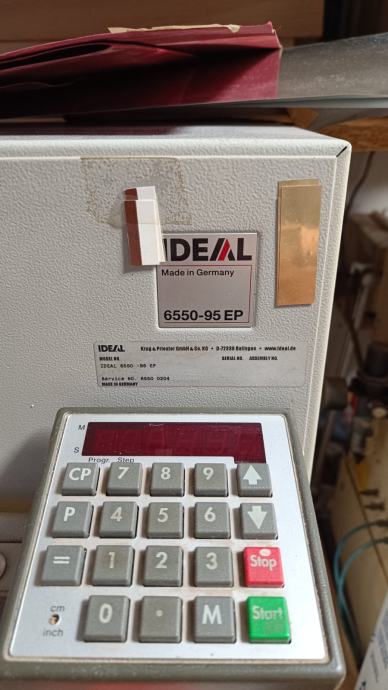 IDEAL
Made in Germany
6550-95 EP
IDEAL Krug & Priester GmbH & Co. KG • D-72336 Balingen • www.ideal.de
MODEL NO. SERIAL NO. ASSEMBLY NO.
IDEAL 6550 -95 EP
Service NO. 6550 0304
MADE IN GERMANY
M
S
Progr. Step
CP 7 8 9
P 4 5 6
= 1 2 3 Stop
cm
inch
0 . M Start